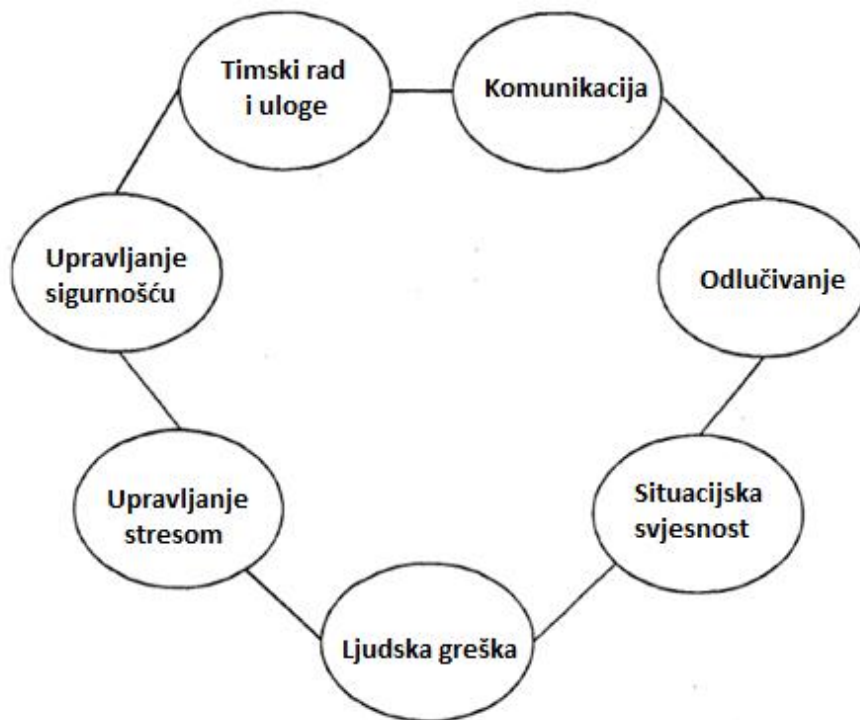 Timski rad
i uloge
Komunikacija
Upravljanje
sigurnošću
Odlučivanje
Upravljanje
stresom
Situacijska
svjesnost
Ljudska greška